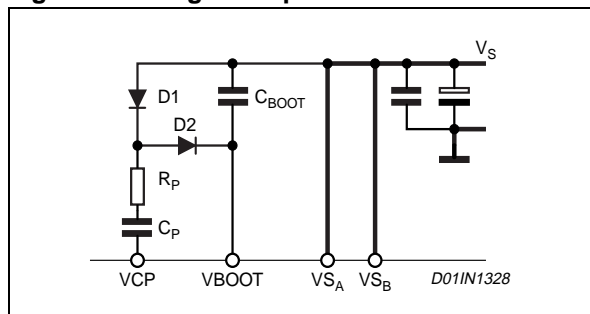 V_S
D1
C_BOOT
D2
R_P
C_P
VCP VBOOT VS_A VS_B D01IN1328